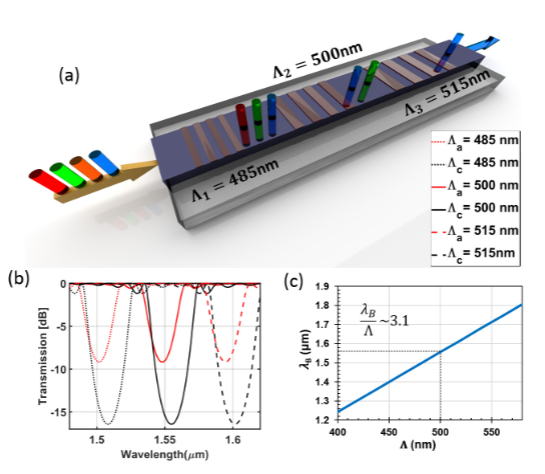 (a)
Λ₂ = 500nm
Λ₃ = 515nm
Λ₁ = 485nm
Λₐ= 485 nm
Λ꜀= 485 nm
Λₐ= 500 nm
Λ꜀= 500 nm
Λₐ= 515 nm
Λ꜀= 515nm
(b)
0
-5
-10
-15
Transmission [dB]
1.5
1.55
1.6
Wavelength(μm)
(c)
1.9
1.8
1.7
1.6
1.5
1.4
1.3
1.2
λB (μm)
λB
Λ ~3.1
400
450
500
550
Λ (nm)